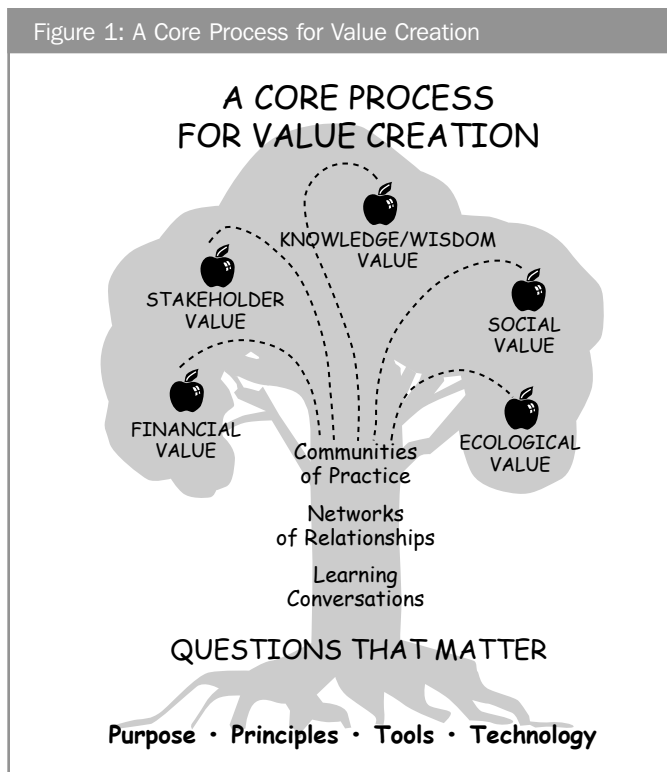 Figure 1: A Core Process for Value Creation
A CORE PROCESS
FOR VALUE CREATION
KNOWLEDGE/WISDOM
VALUE
STAKEHOLDER
VALUE
SOCIAL
VALUE
FINANCIAL
VALUE
ECOLOGICAL
VALUE
Communities
of Practice
Networks
of Relationships
Learning
Conversations
QUESTIONS THAT MATTER
Purpose · Principles · Tools · Technology